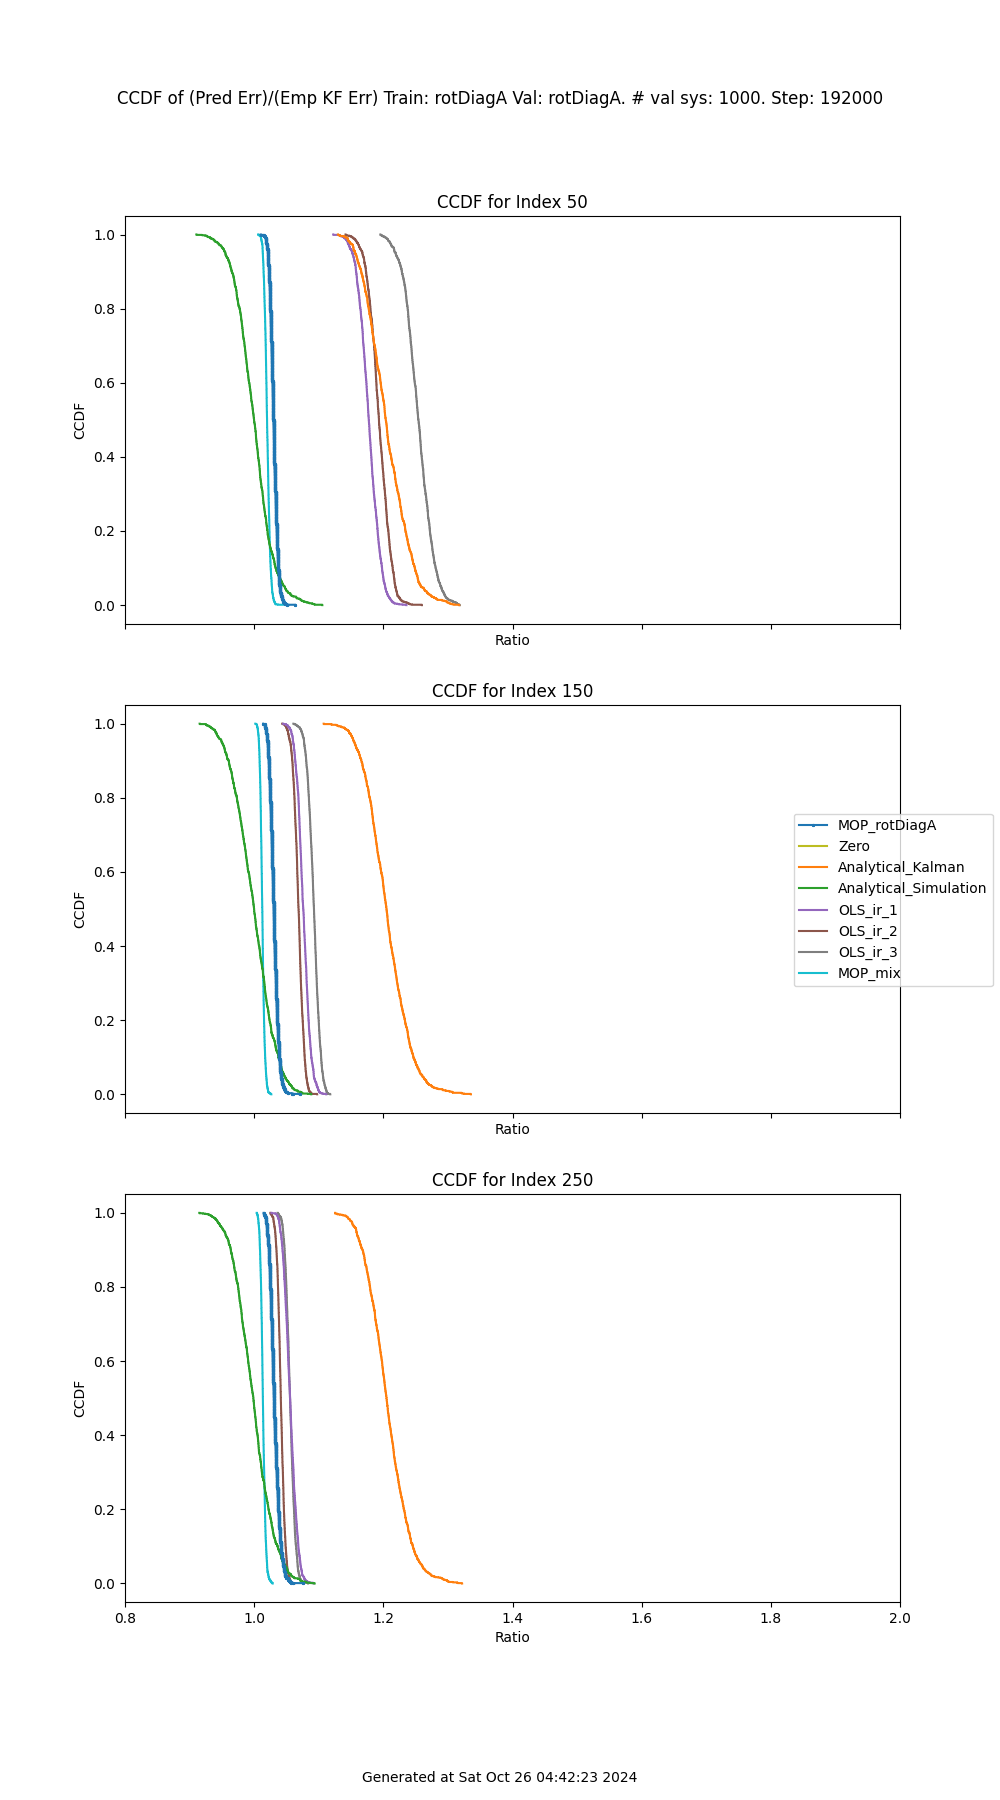 CCDF of (Pred Err)/(Emp KF Err) Train: rotDiagA Val: rotDiagA. # val sys: 1000. Step: 192000
CCDF for Index 50
1.0
0.8
0.6
0.4
0.2
0.0
CCDF
Ratio
CCDF for Index 150
1.0
0.8
0.6
0.4
0.2
0.0
CCDF
Ratio
MOP_rotDiagA
Zero
Analytical_Kalman
Analytical_Simulation
OLS_ir_1
OLS_ir_2
OLS_ir_3
MOP_mix
CCDF for Index 250
1.0
0.8
0.6
0.4
0.2
0.0
CCDF
0.8 1.0 1.2 1.4 1.6 1.8 2.0
Ratio
Generated at Sat Oct 26 04:42:23 2024